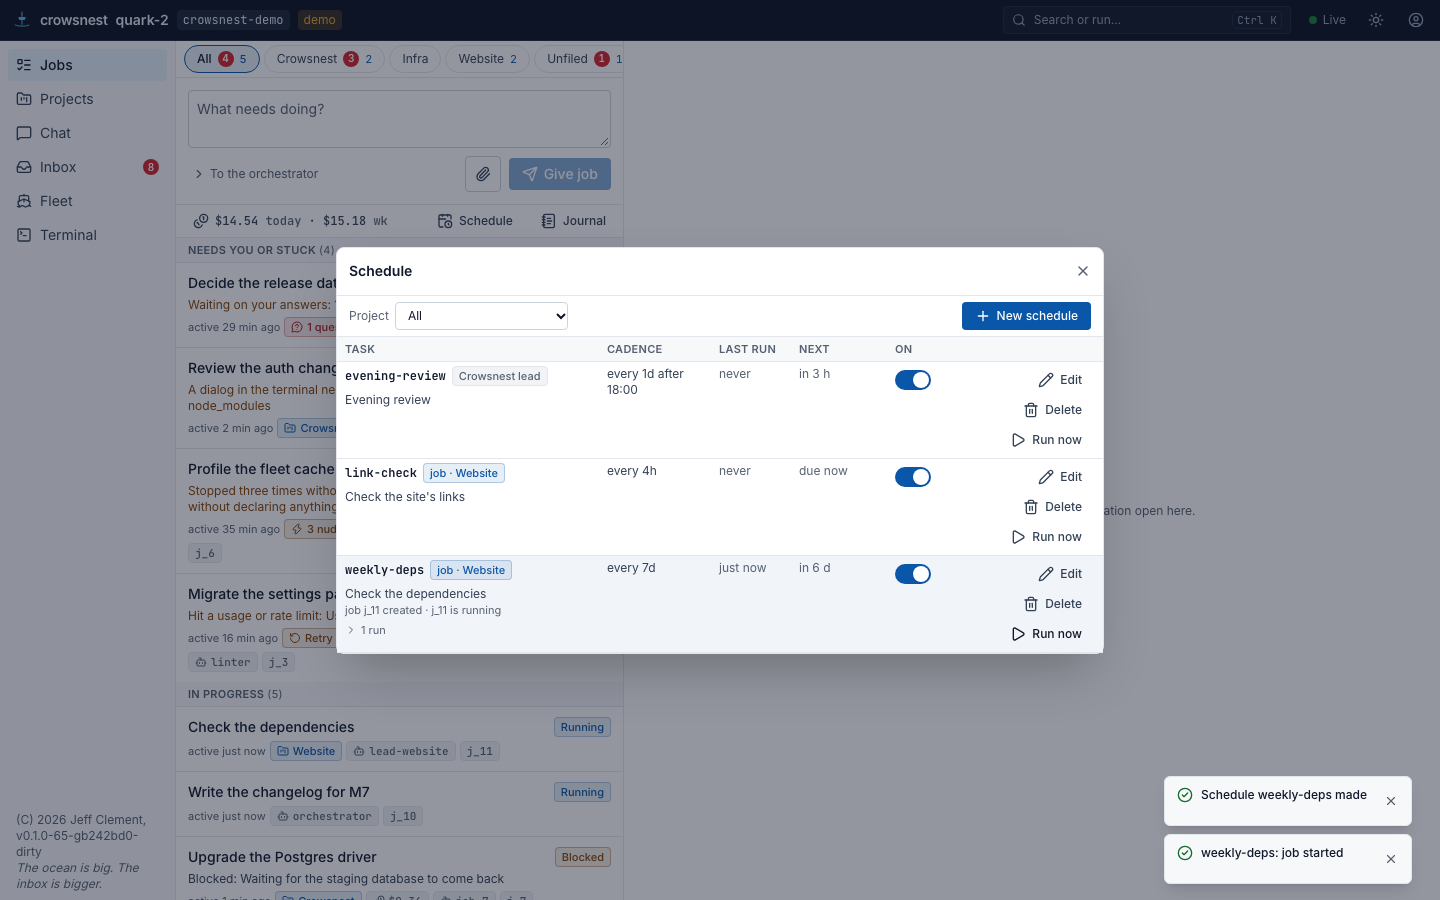 crowsnest quark-2 crowsnest-demo demo
Search or run... Ctrl K
Live
Jobs
Projects
Chat
Inbox 8
Fleet
Terminal
(C) 2026 Jeff Clement,
v0.1.0-65-gb242bd0-
dirty
The ocean is big. The
inbox is bigger.
All 4 5 Crowsnest 3 2 Infra Website 2 Unfiled 1 1
What needs doing?
To the orchestrator
Give job
$14.54 today · $15.18 wk Schedule Journal
NEEDS YOU OR STUCK (4)
Decide the release dat
Waiting on your answers:
active 29 min ago 1 que
Review the auth chang
A dialog in the terminal ne
node_modules
active 2 min ago Crowsn
Profile the fleet cache
Stopped three times witho
without declaring anything
active 35 min ago 3 nud
j_6
Migrate the settings pa
Hit a usage or rate limit: Us
active 16 min ago Retry
linter j_3
IN PROGRESS (5)
Check the dependencies Running
active just now Website lead-website j_11
Write the changelog for M7 Running
active just now orchestrator j_10
Upgrade the Postgres driver Blocked
Blocked: Waiting for the staging database to come back
Schedule
Project All New schedule
TASK CADENCE LAST RUN NEXT ON
evening-review Crowsnest lead every 1d after
18:00 never in 3 h Edit
Evening review Delete
Run now
link-check job · Website every 4h never due now Edit
Check the site's links Delete
Run now
weekly-deps job · Website every 7d just now in 6 d Edit
Check the dependencies Delete
job j_11 created · j_11 is running
1 run Run now
ation open here.
Schedule weekly-deps made
weekly-deps: job started